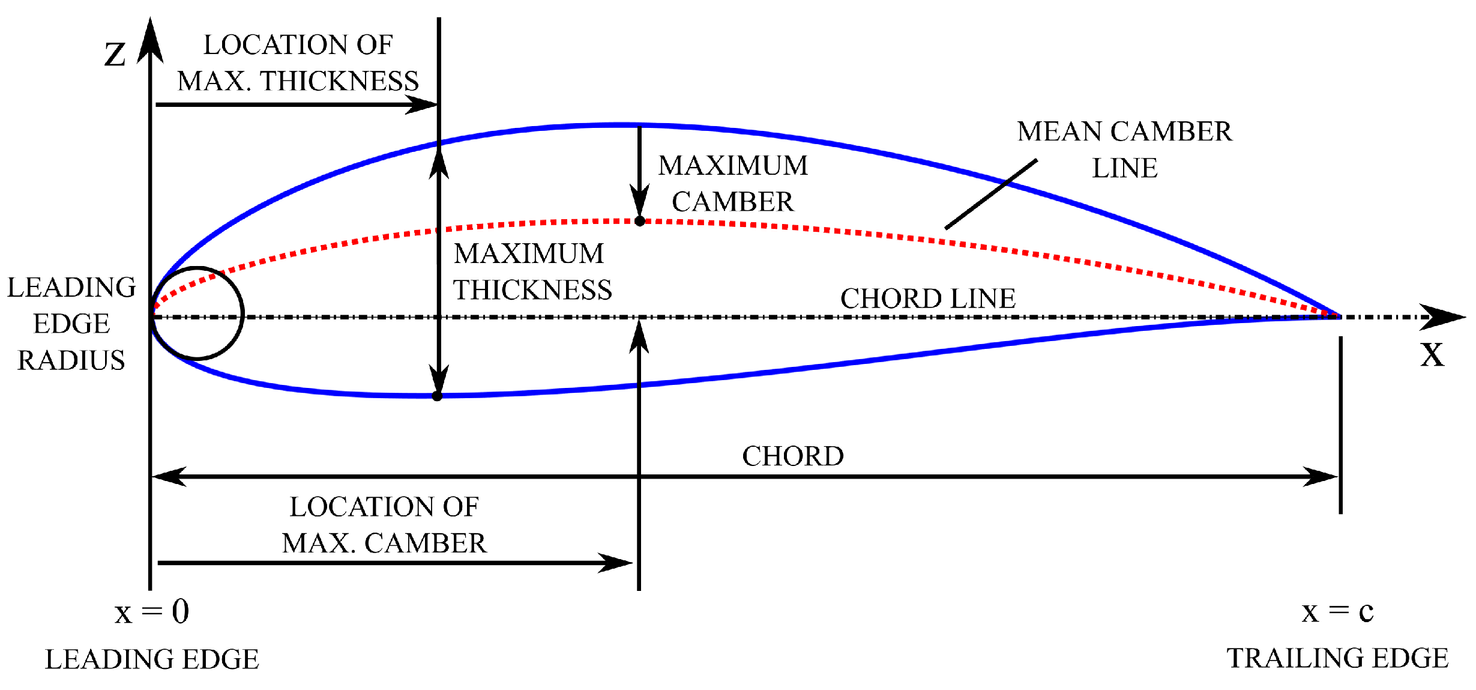 Z
LOCATION OF
MAX. THICKNESS
MEAN CAMBER
LINE
MAXIMUM
CAMBER
MAXIMUM
THICKNESS
LEADING
EDGE
RADIUS
CHORD LINE
X
CHORD
LOCATION OF
MAX. CAMBER
x = 0
LEADING EDGE
x = c
TRAILING EDGE